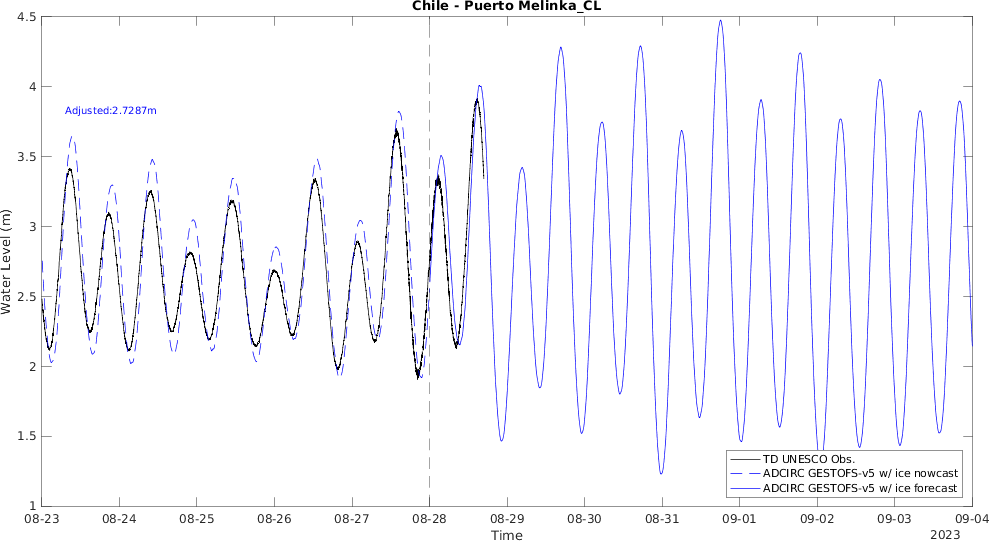 Chile - Puerto Melinka_CL
4.5
4
3.5
3
2.5
2
1.5
1
Water Level (m)
Adjusted:2.7287m
TD UNESCO Obs.
ADCIRC GESTOFS-v5 w/ ice nowcast
ADCIRC GESTOFS-v5 w/ ice forecast
08-23 08-24 08-25 08-26 08-27 08-28 08-29 08-30 08-31 09-01 09-02 09-03 09-04
Time
2023